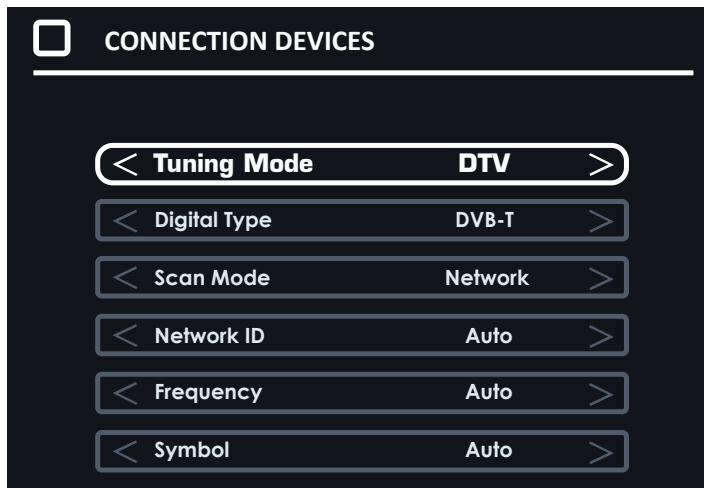 CONNECTION DEVICES
< Tuning Mode DTV >
< Digital Type DVB-T >
< Scan Mode Network >
< Network ID Auto >
< Frequency Auto >
< Symbol Auto >